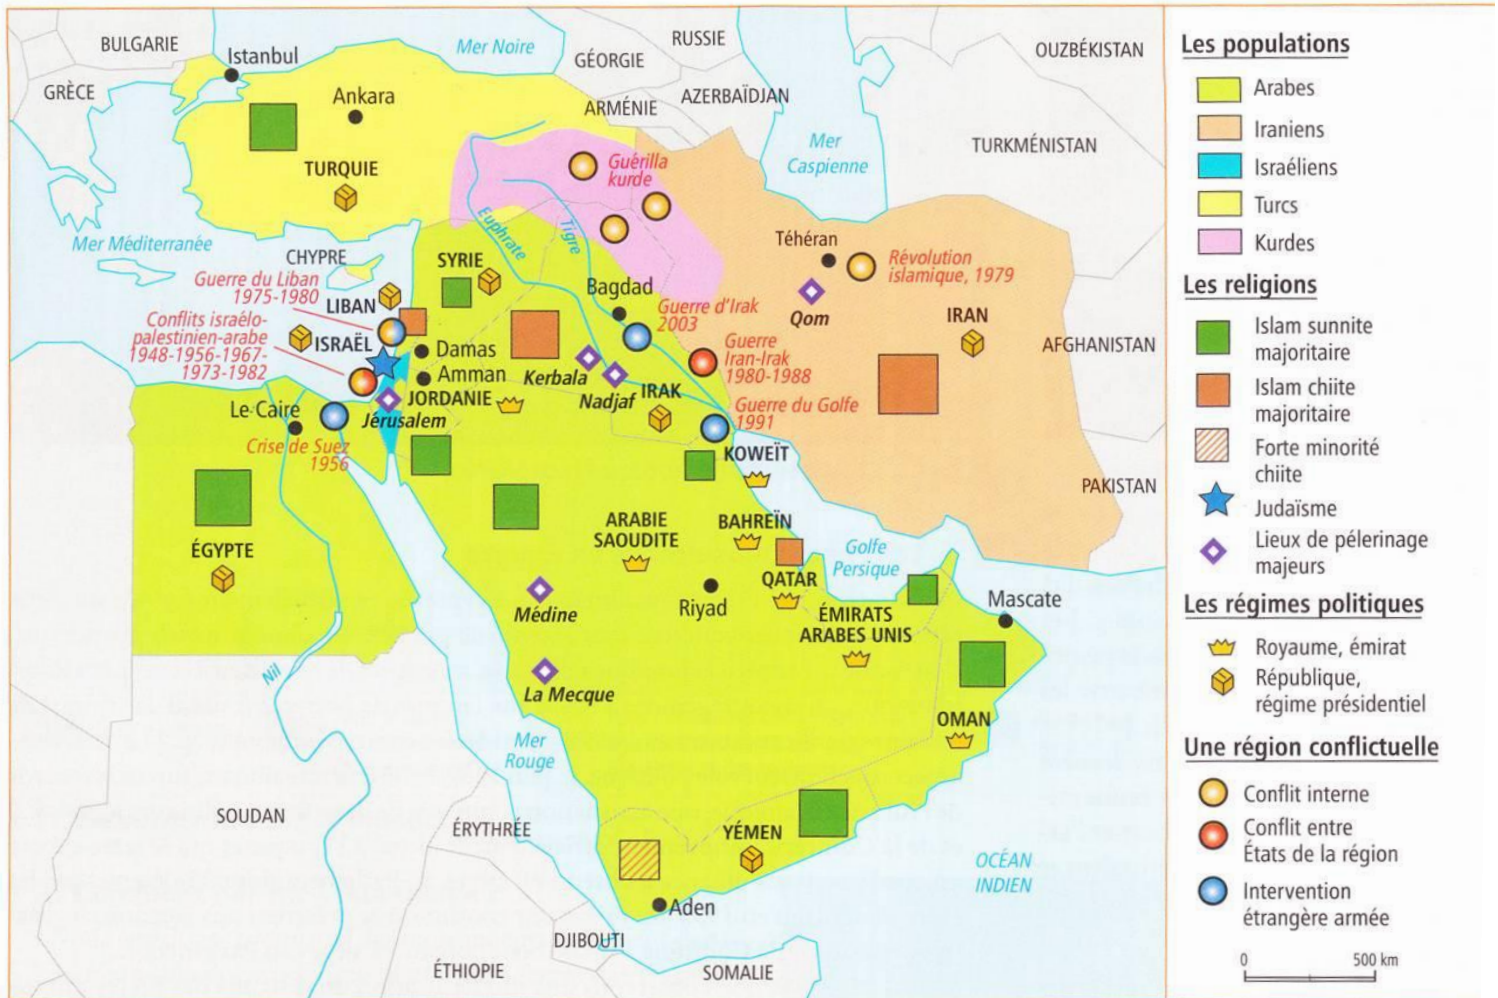 BULGARIE
Istanbul
Mer Noire
RUSSIE
GÉORGIE
OUZBÉKISTAN
GRÈCE
Ankara
ARMÉNIE
AZERBAÏDJAN
Mer
Caspienne
TURKMÉNISTAN
TURQUIE
Guérilla
kurde
Euphrate
Tigre
Mer Méditerranée
CHYPRE
SYRIE
Téhéran
Révolution
islamique, 1979
Guerre du Liban
1975-1980
LIBAN
Bagdad
Guerre d'Irak
2003
Qom
IRAN
Conflits israélo-
palestinien-arabe
1948-1956-1967-
1973-1982
ISRAËL
Damas
Amman
Guerre
Iran-Irak
1980-1988
AFGHANISTAN
Kerbala
Nadjaf
IRAK
JORDANIE
Jérusalem
Le Caire
Crise de Suez
1956
Guerre du Golfe
1991
KOWEÏT
PAKISTAN
ÉGYPTE
ARABIE
SAOUDITE
BAHREÏN
Golfe
Persique
QATAR
Riyad
Médine
ÉMIRATS
ARABES UNIS
Mascate
Nil
La Mecque
OMAN
Mer
Rouge
SOUDAN
ÉRYTHRÉE
YÉMEN
Aden
OCÉAN
INDIEN
DJIBOUTI
ÉTHIOPIE
SOMALIE
Les populations
Arabes
Iraniens
Israéliens
Turcs
Kurdes
Les religions
Islam sunnite
majoritaire
Islam chiite
majoritaire
Forte minorité
chiite
Judaïsme
Lieux de pélerinage
majeurs
Les régimes politiques
Royaume, émirat
République,
régime présidentiel
Une région conflictuelle
Conflit interne
Conflit entre
États de la région
Intervention
étrangère armée
0 500 km